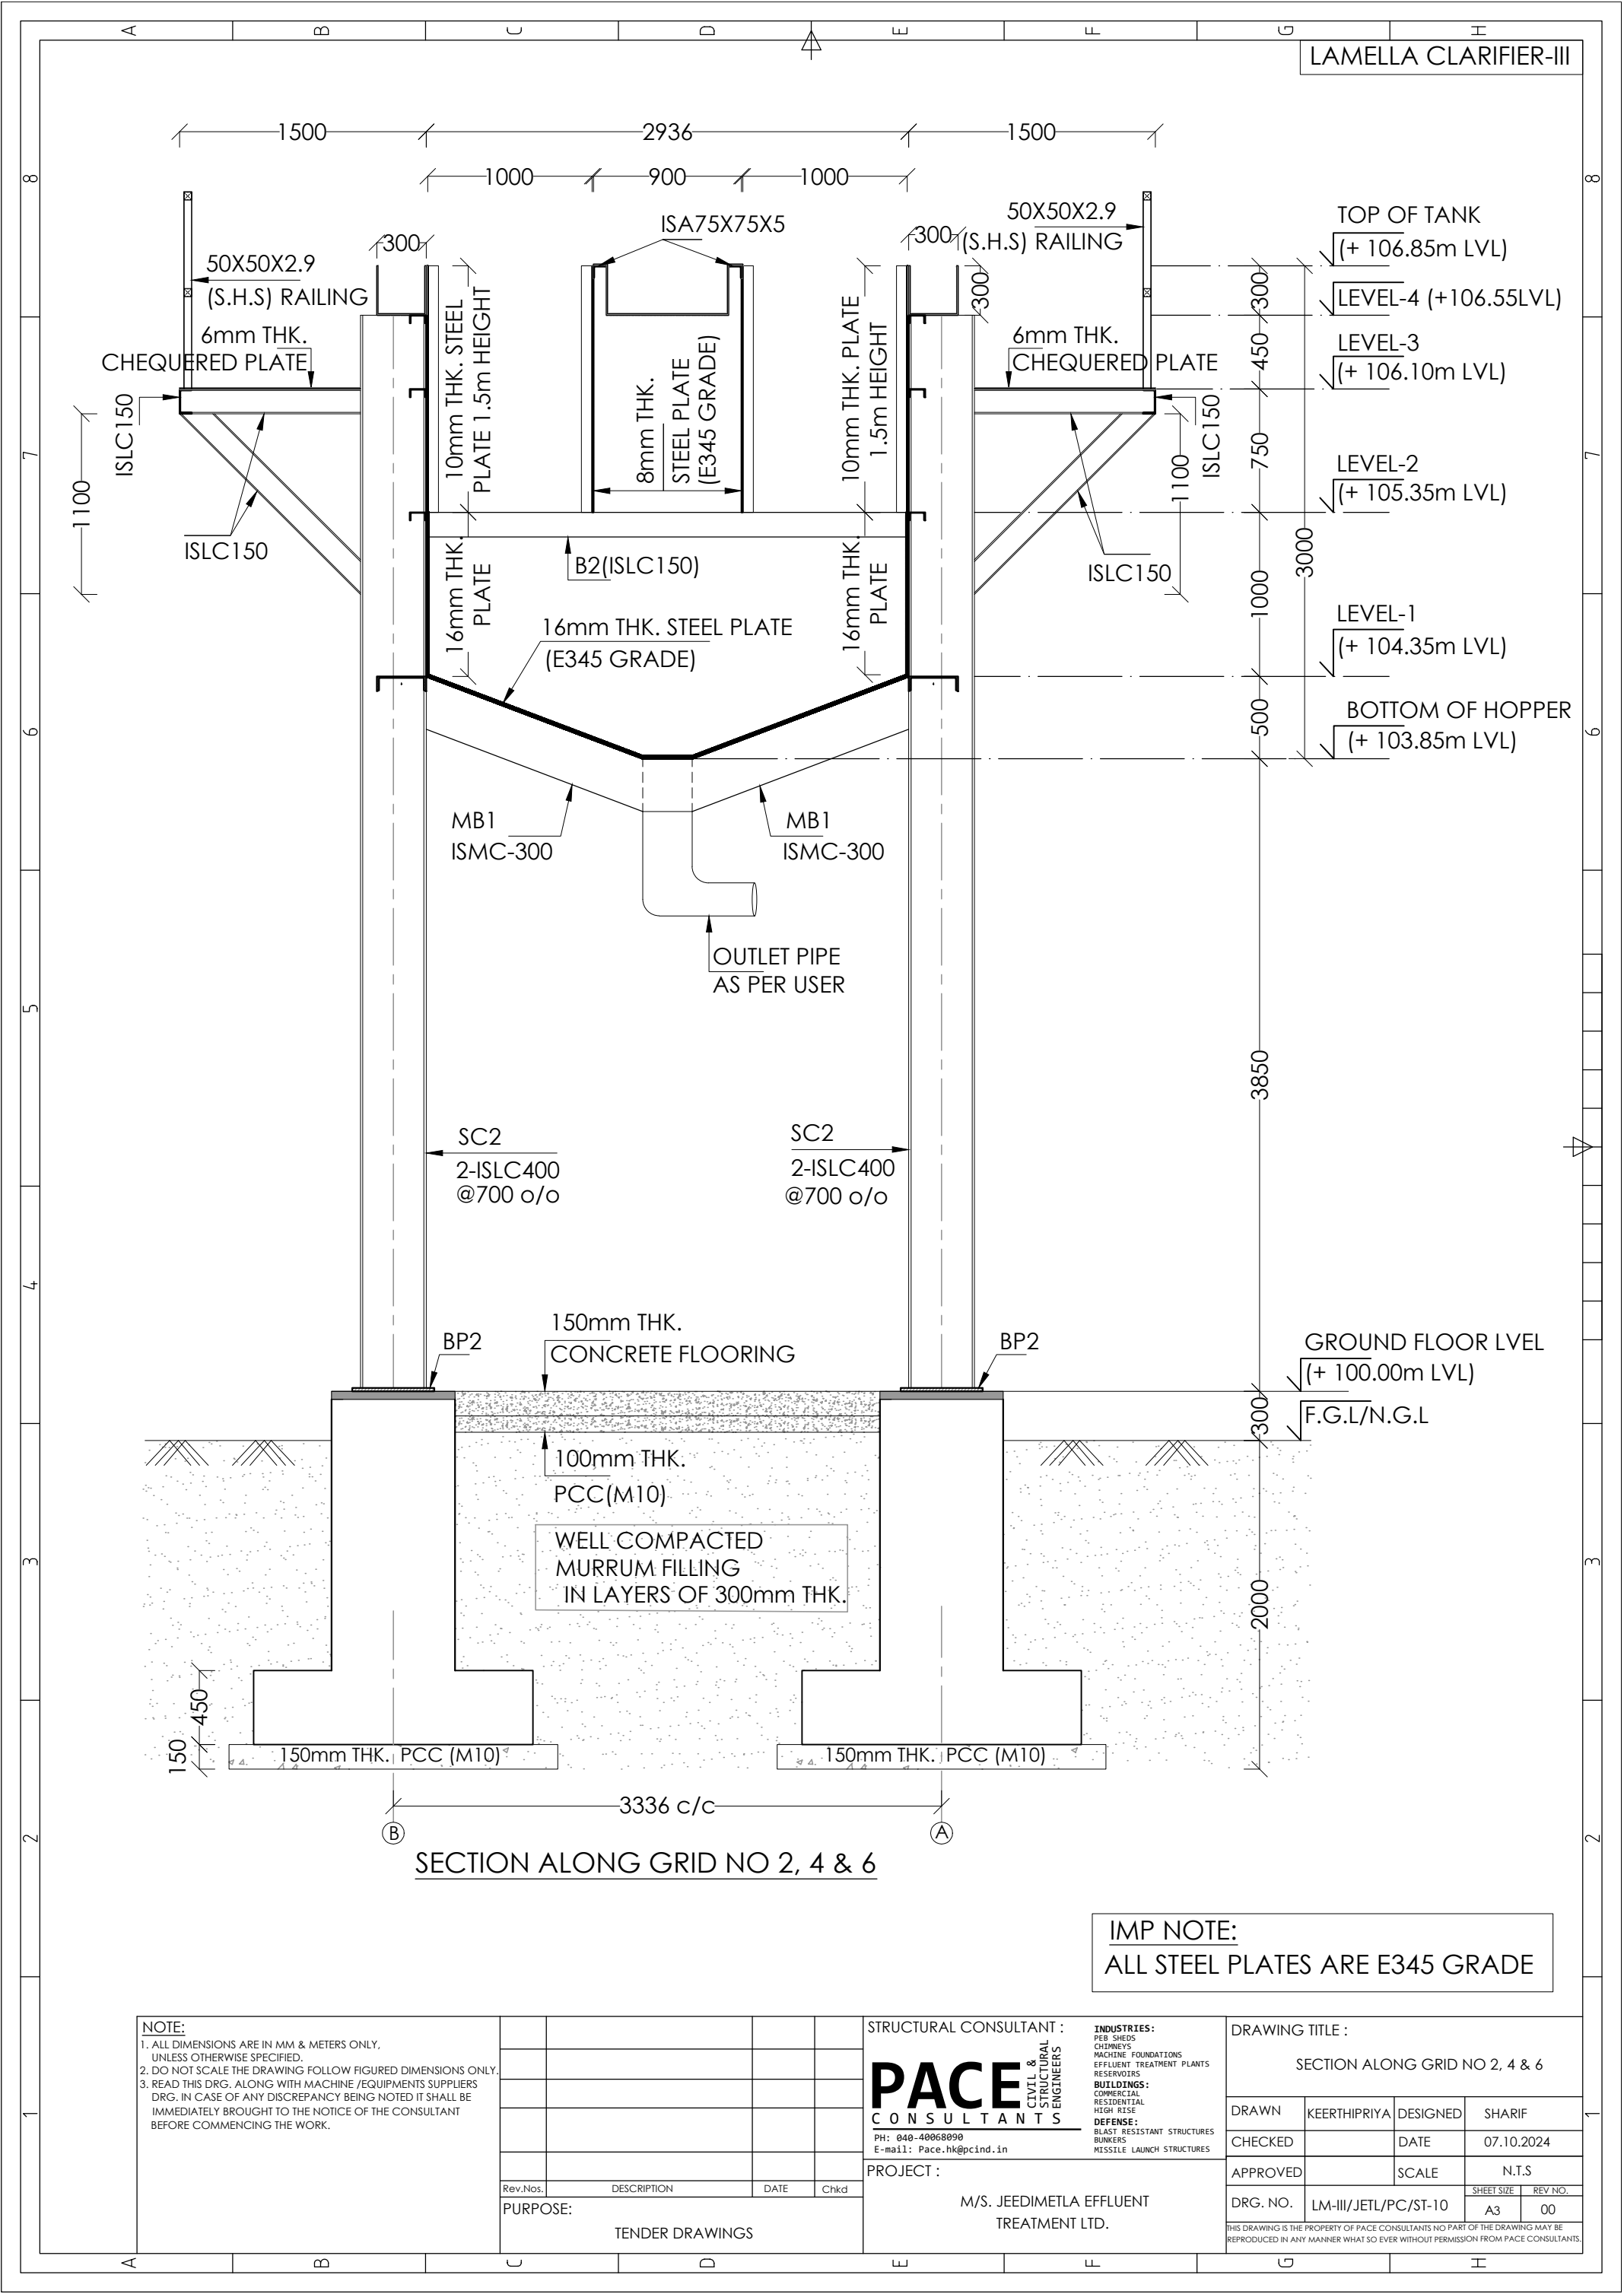 A B C D E F G H
LAMELLA CLARIFIER-III
1500 2936 1500
1000 900 1000
8 8
ISA75X75X5
300
300
50X50X2.9
(S.H.S) RAILING
50X50X2.9
(S.H.S) RAILING
6mm THK.
CHEQUERED PLATE
6mm THK.
CHEQUERED PLATE
300
TOP OF TANK
(+ 106.85m LVL)
LEVEL-4 (+106.55LVL)
LEVEL-3
(+ 106.10m LVL)
LEVEL-2
(+ 105.35m LVL)
LEVEL-1
(+ 104.35m LVL)
BOTTOM OF HOPPER
(+ 103.85m LVL)
300
450
750
1000
500
3000
3850
10mm THK. STEEL
PLATE 1.5m HEIGHT
8mm THK.
STEEL PLATE
(E345 GRADE)
10mm THK. PLATE
1.5m HEIGHT
ISLC150
ISLC150
7 7
1100
1100
ISLC150
ISLC150
B2(ISLC150)
16mm THK.
PLATE
16mm THK.
PLATE
16mm THK. STEEL PLATE
(E345 GRADE)
6 6
MB1
ISMC-300
MB1
ISMC-300
OUTLET PIPE
AS PER USER
5
SC2
2-ISLC400
@700 o/o
SC2
2-ISLC400
@700 o/o
4
150mm THK.
CONCRETE FLOORING
BP2
BP2
GROUND FLOOR LVEL
(+ 100.00m LVL)
F.G.L/N.G.L
300
100mm THK.
PCC(M10)
WELL COMPACTED
MURRUM FILLING
IN LAYERS OF 300mm THK.
3 3
2000
450
150
150mm THK. PCC (M10)
150mm THK. PCC (M10)
3336 c/c
B A
2 2
SECTION ALONG GRID NO 2, 4 & 6
IMP NOTE:
ALL STEEL PLATES ARE E345 GRADE
NOTE:
1. ALL DIMENSIONS ARE IN MM & METERS ONLY,
UNLESS OTHERWISE SPECIFIED.
2. DO NOT SCALE THE DRAWING FOLLOW FIGURED DIMENSIONS ONLY.
3. READ THIS DRG. ALONG WITH MACHINE /EQUIPMENTS SUPPLIERS
DRG. IN CASE OF ANY DISCREPANCY BEING NOTED IT SHALL BE
IMMEDIATELY BROUGHT TO THE NOTICE OF THE CONSULTANT
BEFORE COMMENCING THE WORK.
Rev.Nos. DESCRIPTION DATE Chkd
PURPOSE:
TENDER DRAWINGS
STRUCTURAL CONSULTANT :
PACE
CIVIL &
STRUCTURAL
ENGINEERS
CONSULTANTS
PH: 040-40068090
E-mail: Pace.hk@pcind.in
INDUSTRIES:
PEB SHEDS
CHIMNEYS
MACHINE FOUNDATIONS
EFFLUENT TREATMENT PLANTS
RESERVOIRS
BUILDINGS:
COMMERCIAL
RESIDENTIAL
HIGH RISE
DEFENSE:
BLAST RESISTANT STRUCTURES
BUNKERS
MISSILE LAUNCH STRUCTURES
PROJECT :
M/S. JEEDIMETLA EFFLUENT
TREATMENT LTD.
DRAWING TITLE :
SECTION ALONG GRID NO 2, 4 & 6
DRAWN KEERTHIPRIYA DESIGNED SHARIF
CHECKED DATE 07.10.2024
APPROVED SCALE N.T.S
DRG. NO. LM-III/JETL/PC/ST-10
SHEET SIZE REV NO.
A3 00
THIS DRAWING IS THE PROPERTY OF PACE CONSULTANTS NO PART OF THE DRAWING MAY BE
REPRODUCED IN ANY MANNER WHAT SO EVER WITHOUT PERMISSION FROM PACE CONSULTANTS.
1 1
A B C D E F G H